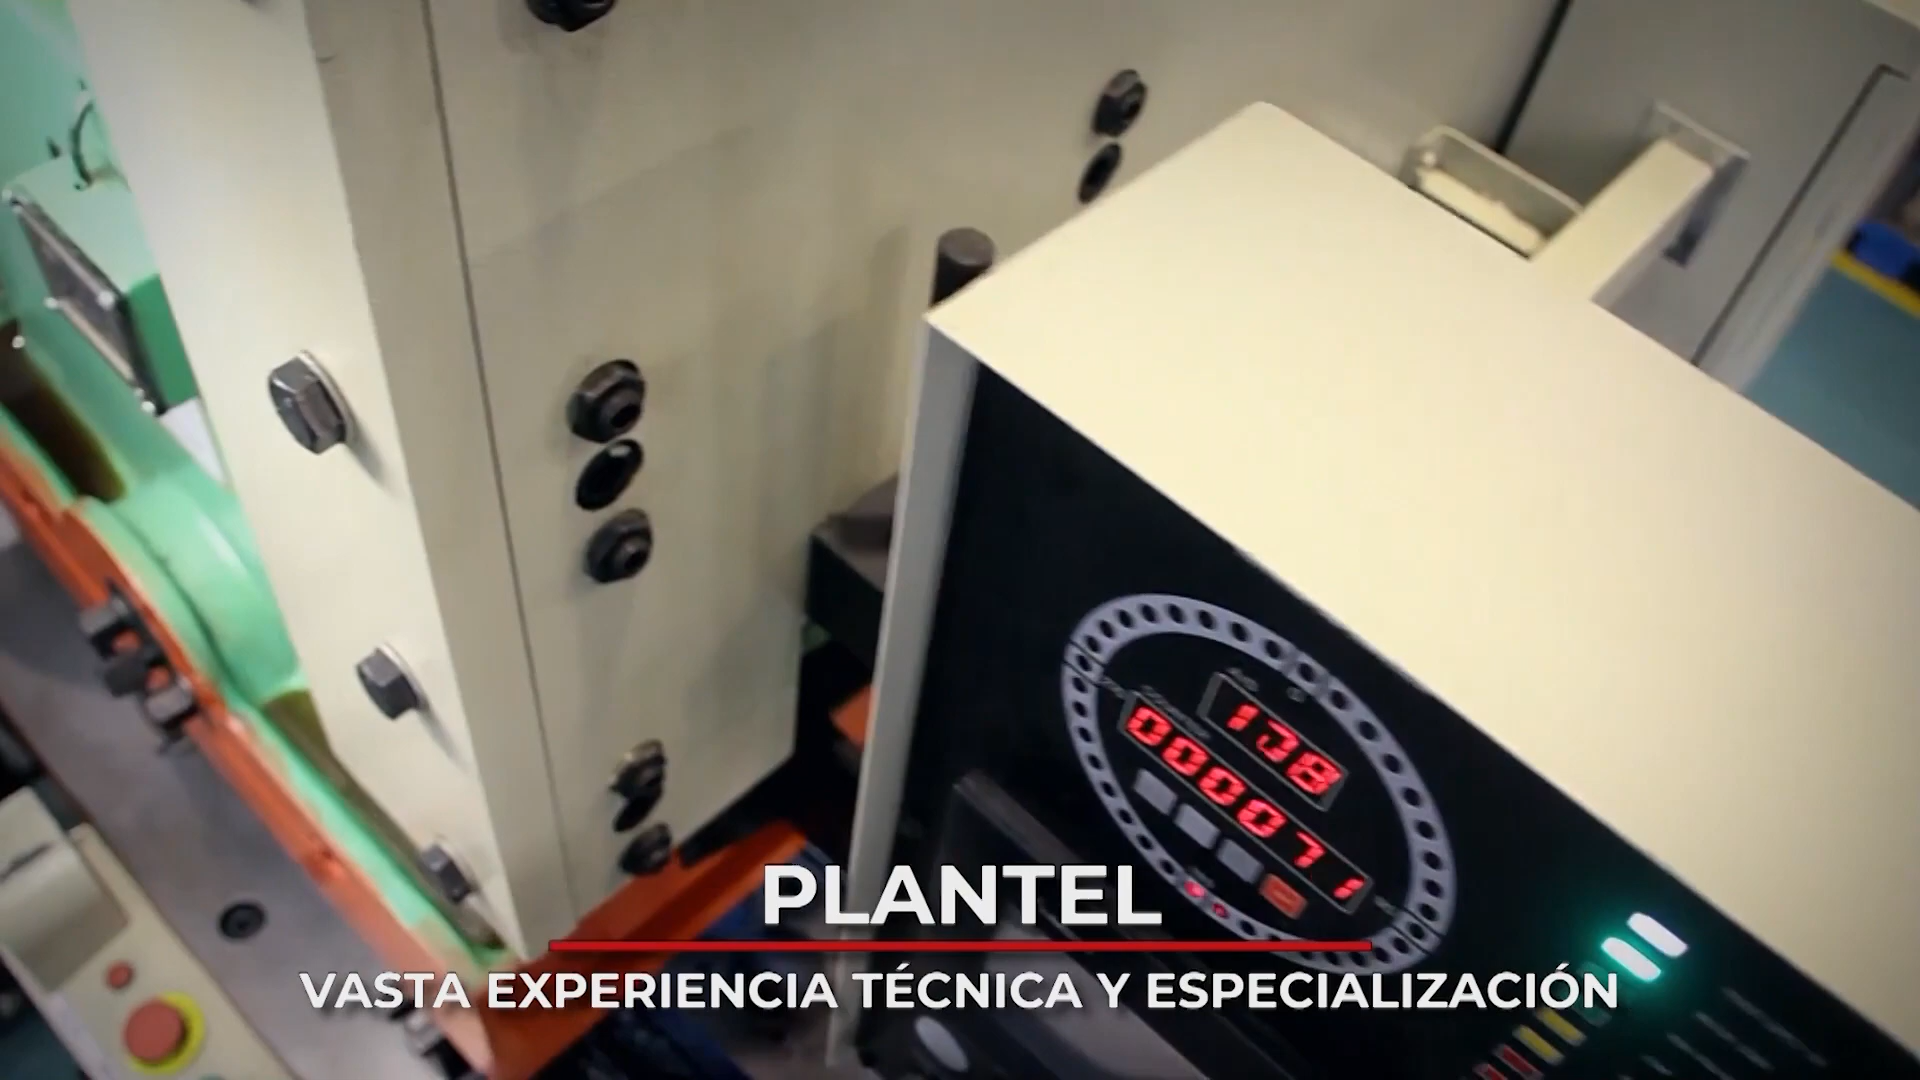 138
000071
PLANTEL
VASTA EXPERIENCIA TÉCNICA Y ESPECIALIZACIÓN